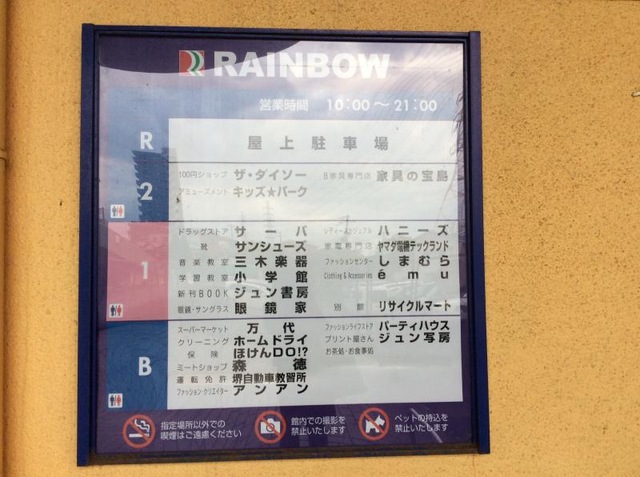 RAINBOW
営業時間 10:00～21:00
R 屋上駐車場
2
100円ショップ ザ・ダイソー
アミューズメント キッズ★パーク
B家具専門店 家具の宝島
1
ドラッグストア サーバ
靴 サンシューズ
音楽教室 三木楽器
学習教室 小学館
新刊BOOK ジュン書房
眼鏡・サングラス 眼鏡家
レディースカジュアル ハニーズ
家電専門店 ヤマダ電機テックランド
ファッションセンター しまむら
Clothing & Accessories ému
別館 リサイクルマート
B
スーパーマーケット 万代
クリーニング ホームドライ
保険 ほけんDO!?
ミートショップ 森徳
運転免許 堺自動車教習所
ファッション・クリエイター アンアン
ファッションライフストア パーティハウス
プリント屋さん ジュン写房
お茶処・お食事処
指定場所以外での
喫煙はご遠慮ください
館内での撮影を
禁止いたします
ペットの持込を
禁止いたします